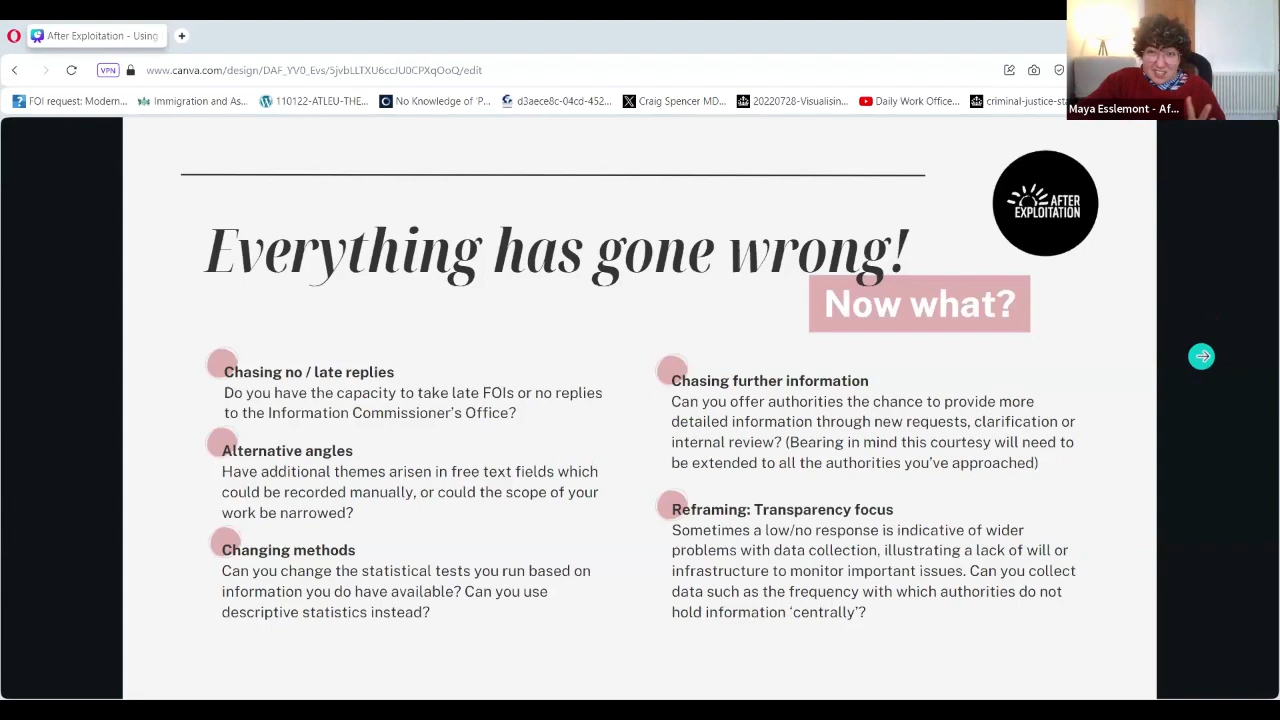 After Exploitation - Using
VPN
www.canva.com/design/DAF_YV0_Evs/5jvbLLTXU6ccJU0CPXqOoQ/edit
FOI request: Modern...
Immigration and As...
110122-ATLEU-THE...
No Knowledge of 'P...
d3aece8c-04cd-452...
Craig Spencer MD...
20220728-Visualisin...
Daily Work Office...
criminal-justice-sta
Maya Esslemont - Af...
AFTER
EXPLOITATION
Everything has gone wrong!
Now what?
Chasing no / late replies
Do you have the capacity to take late FOIs or no replies
to the Information Commissioner's Office?
Alternative angles
Have additional themes arisen in free text fields which
could be recorded manually, or could the scope of your
work be narrowed?
Changing methods
Can you change the statistical tests you run based on
information you do have available? Can you use
descriptive statistics instead?
Chasing further information
Can you offer authorities the chance to provide more
detailed information through new requests, clarification or
internal review? (Bearing in mind this courtesy will need to
be extended to all the authorities you've approached)
Reframing: Transparency focus
Sometimes a low/no response is indicative of wider
problems with data collection, illustrating a lack of will or
infrastructure to monitor important issues. Can you collect
data such as the frequency with which authorities do not
hold information 'centrally'?